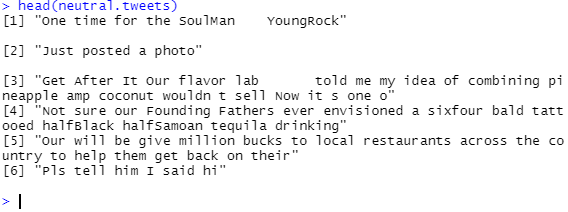 > head(neutral.tweets)
[1] "One time for the SoulMan    YoungRock"
[2] "Just posted a photo"
[3] "Get After It Our flavor lab       told me my idea of combining pi
neapple amp coconut wouldn t sell Now it s one o"
[4] "Not sure our Founding Fathers ever envisioned a sixfour bald tatt
ooed halfBlack halfSamoan tequila drinking"
[5] "Our will be give million bucks to local restaurants across the co
untry to help them get back on their"
[6] "Pls tell him I said hi"
>